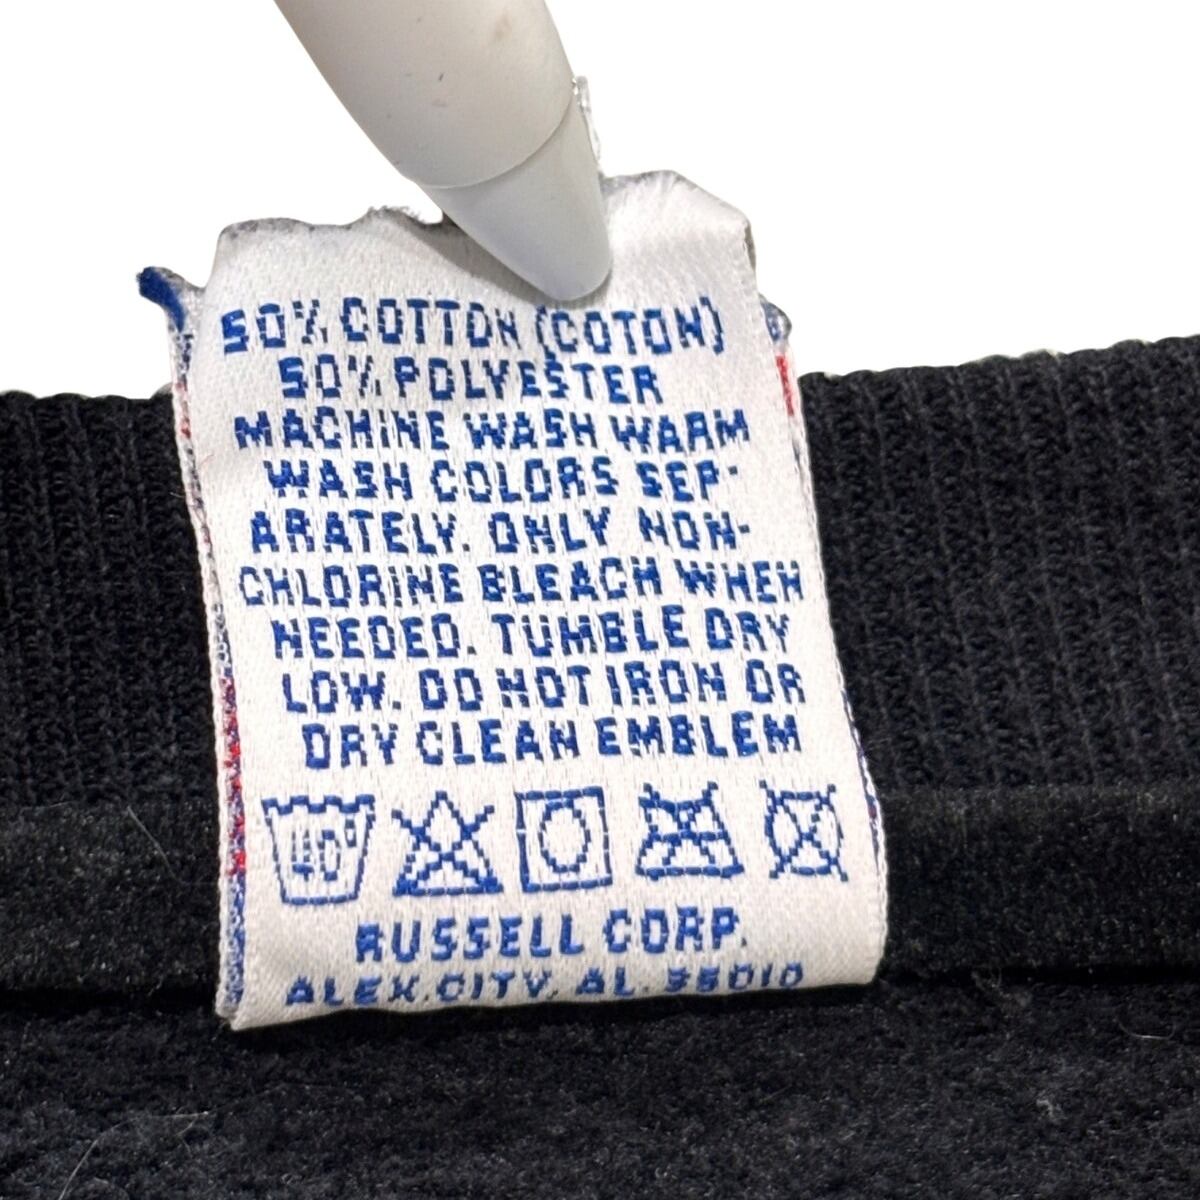 50% COTTON (COTON)
50% POLYESTER
MACHINE WASH WARM
WASH COLORS SEP-
ARATELY. ONLY NON-
CHLORINE BLEACH WHEN
NEEDED. TUMBLE DRY
LOW. DO NOT IRON OR
DRY CLEAN EMBLEM
40°
RUSSELL CORP.
ALEX. CITY, AL. 35010